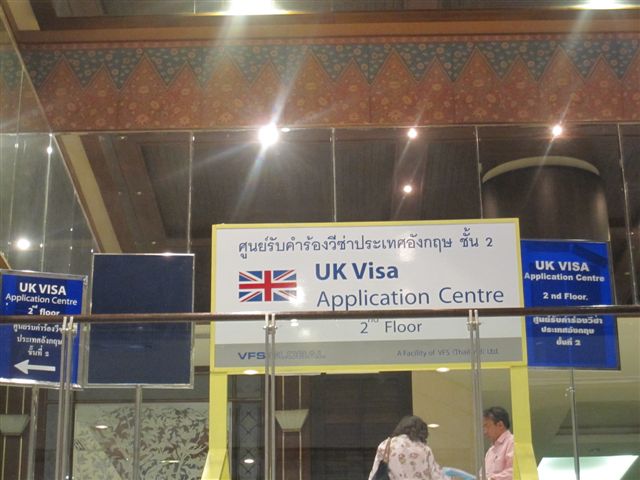 ศูนย์รับคำร้องวีซ่าประเทศอังกฤษ ชั้น 2
UK Visa
Application Centre
2nd Floor
VFS GLOBAL
A Facility of VFS (Thailand) Ltd.
UK VISA
Application Centre
2nd Floor.
ศูนย์รับคำร้องวีซ่า
ประเทศอังกฤษ
ชั้นที่ 2
UK VISA
Application Centre
2 nd Floor.
ศูนย์รับคำร้องวีซ่า
ประเทศอังกฤษ
ชั้นที่ 2